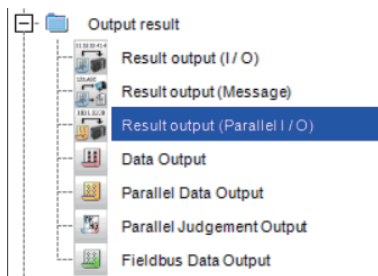 Output result
Result output (I / O)
Result output (Message)
Result output (Parallel I / O)
Data Output
Parallel Data Output
Parallel Judgement Output
Fieldbus Data Output